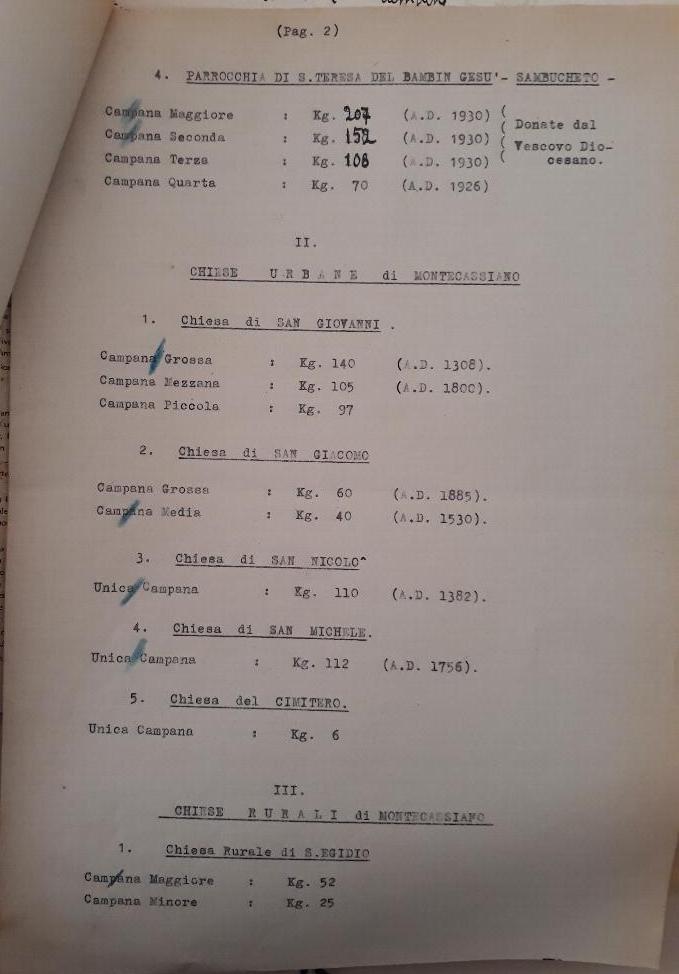 (Pag. 2)
4. PARROCCHIA DI S.TERESA DEL BAMBIN GESU'- SAMBUCHETO -
Campana Maggiore : Kg. 207 (A.D. 1930) (
Campana Seconda : Kg. 152 (A.D. 1930) ( Donate dal
Campana Terza : Kg. 108 (A.D. 1930) ( Vescovo Dio-
cesano.
Campana Quarta : Kg. 70 (A.D. 1926)
II.
CHIESE U R B A N E di MONTECASSIANO
1. Chiesa di SAN GIOVANNI .
Campana Grossa : Kg. 140 (A.D. 1308).
Campana Mezzana : Kg. 105 (A.D. 1800).
Campana Piccola : Kg. 97
2. Chiesa di SAN GIACOMO
Campana Grossa : Kg. 60 (A.D. 1885).
Campana Media : Kg. 40 (A.D. 1530).
3. Chiesa di SAN NICOLO^
Unica Campana : Kg. 110 (A.D. 1382).
4. Chiesa di SAN MICHELE.
Unica Campana : Kg. 112 (A.D. 1756).
5. Chiesa del CIMITERO.
Unica Campana : Kg. 6
III.
CHIESE R U R A L I di MONTECASSIANO
1. Chiesa Rurale di S.EGIDIO
Campana Maggiore : Kg. 52
Campana Minore : Kg. 25